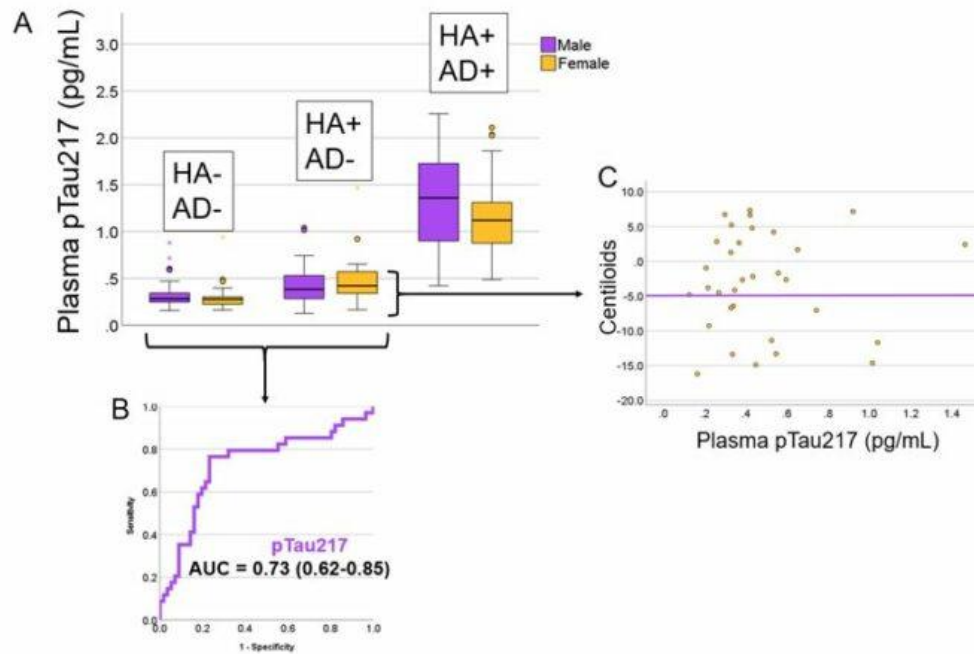 A
Plasma pTau217 (pg/mL)
3.0
2.5
2.0
1.5
1.0
.5
.0
HA-
AD-
HA+
AD-
HA+
AD+
Male
Female
B
Sensitivity
1.0
0.8
0.6
0.4
0.2
0.0
pTau217
AUC = 0.73 (0.62-0.85)
0.0 0.2 0.4 0.6 0.8 1.0
1 - Specificity
C
Centiloids
10.0
5.0
.0
-5.0
-10.0
-15.0
-20.0
.0 .2 .4 .6 .8 1.0 1.2 1.4
Plasma pTau217 (pg/mL)